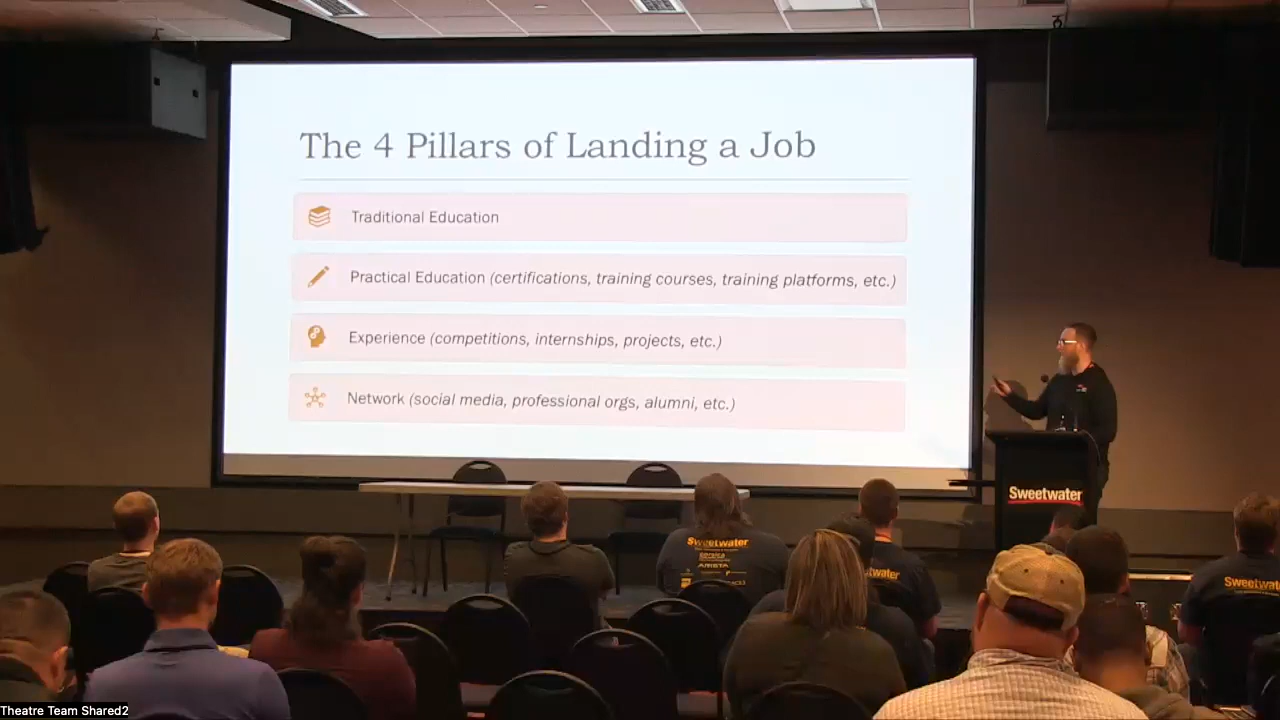 The 4 Pillars of Landing a Job
Traditional Education
Practical Education (certifications, training courses, training platforms, etc.)
Experience (competitions, internships, projects, etc.)
Network (social media, professional orgs, alumni, etc.)
Sweetwater
Sweetwater
ARISTA
Sweetwater
Theatre Team Shared2